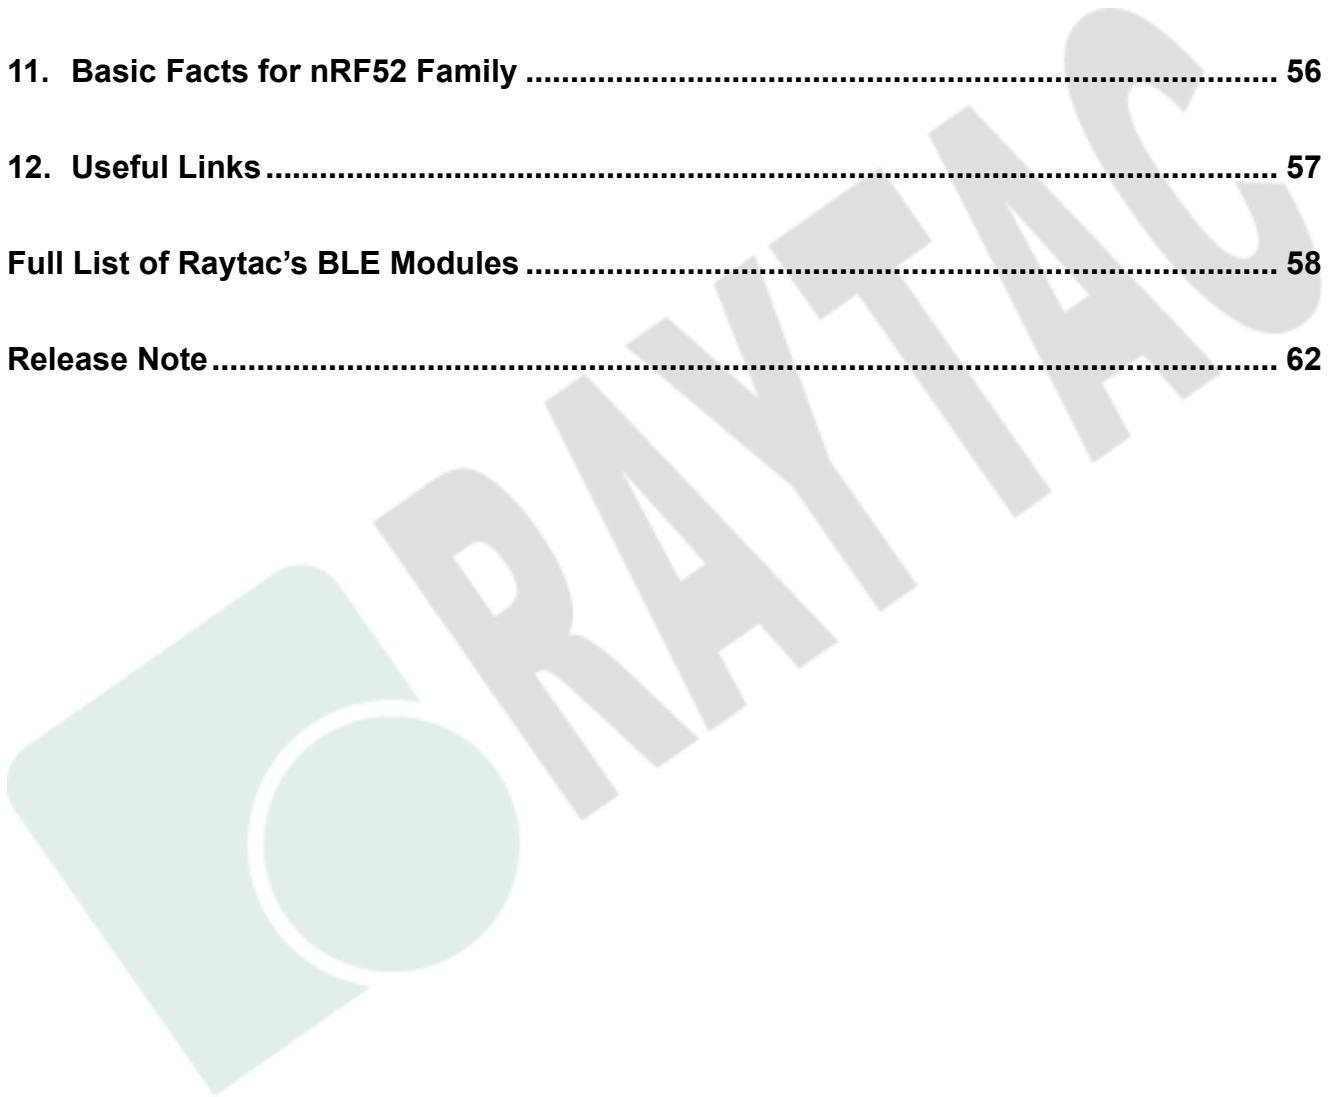 11. Basic Facts for nRF52 Family ................................................................................ 56
12. Useful Links ................................................................................................................ 57
Full List of Raytac’s BLE Modules ................................................................................ 58
Release Note ...................................................................................................................... 62
RAYTAC